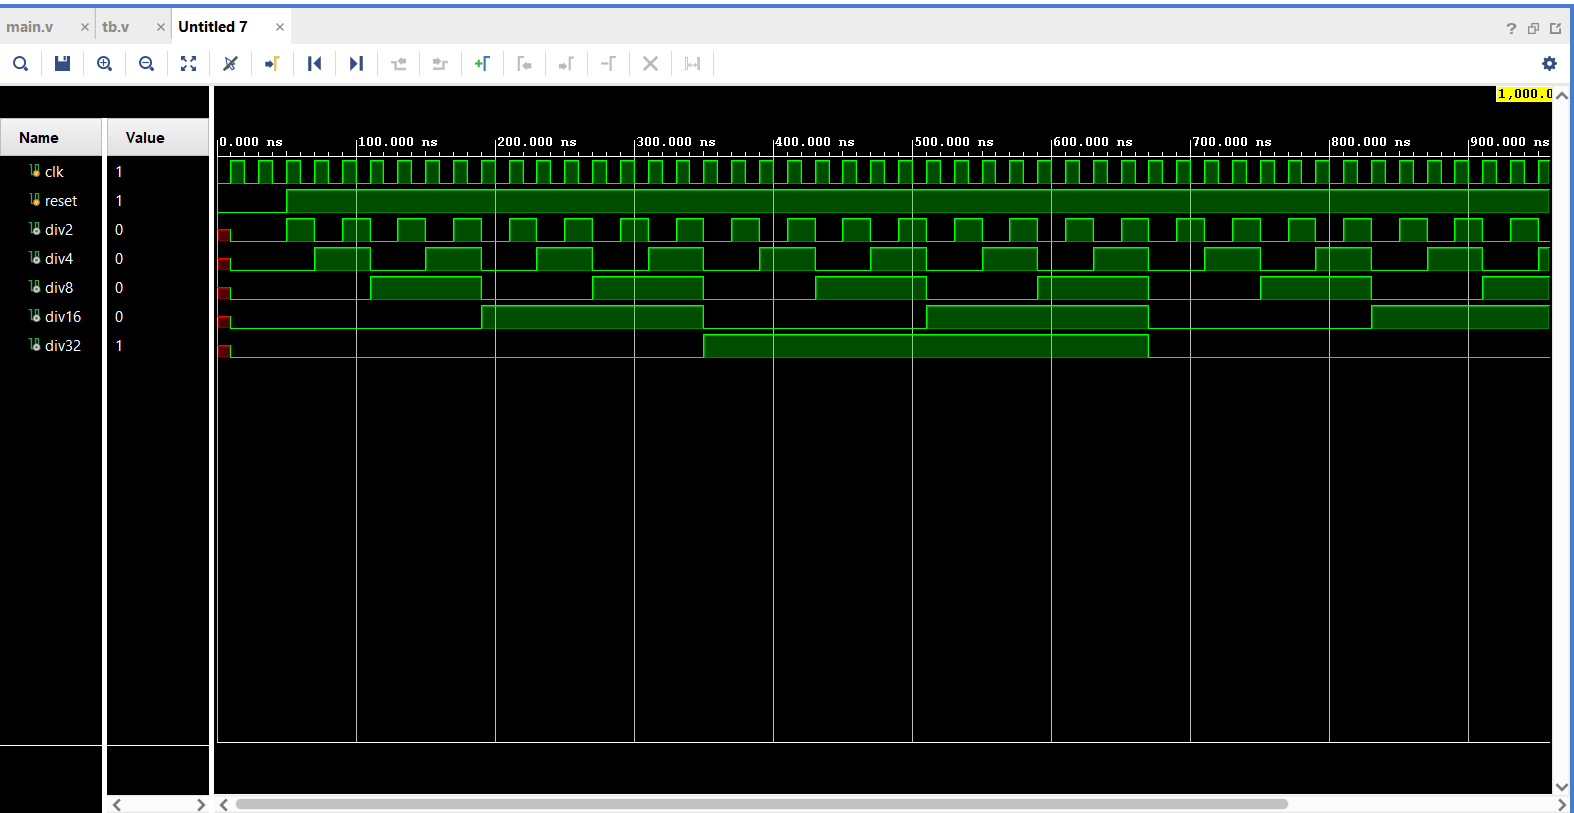 main.v × tb.v × Untitled 7 ×
?
1,000.0
Name Value
0.000 ns 100.000 ns 200.000 ns 300.000 ns 400.000 ns 500.000 ns 600.000 ns 700.000 ns 800.000 ns 900.000 ns
clk 1
reset 1
div2 0
div4 0
div8 0
div16 0
div32 1